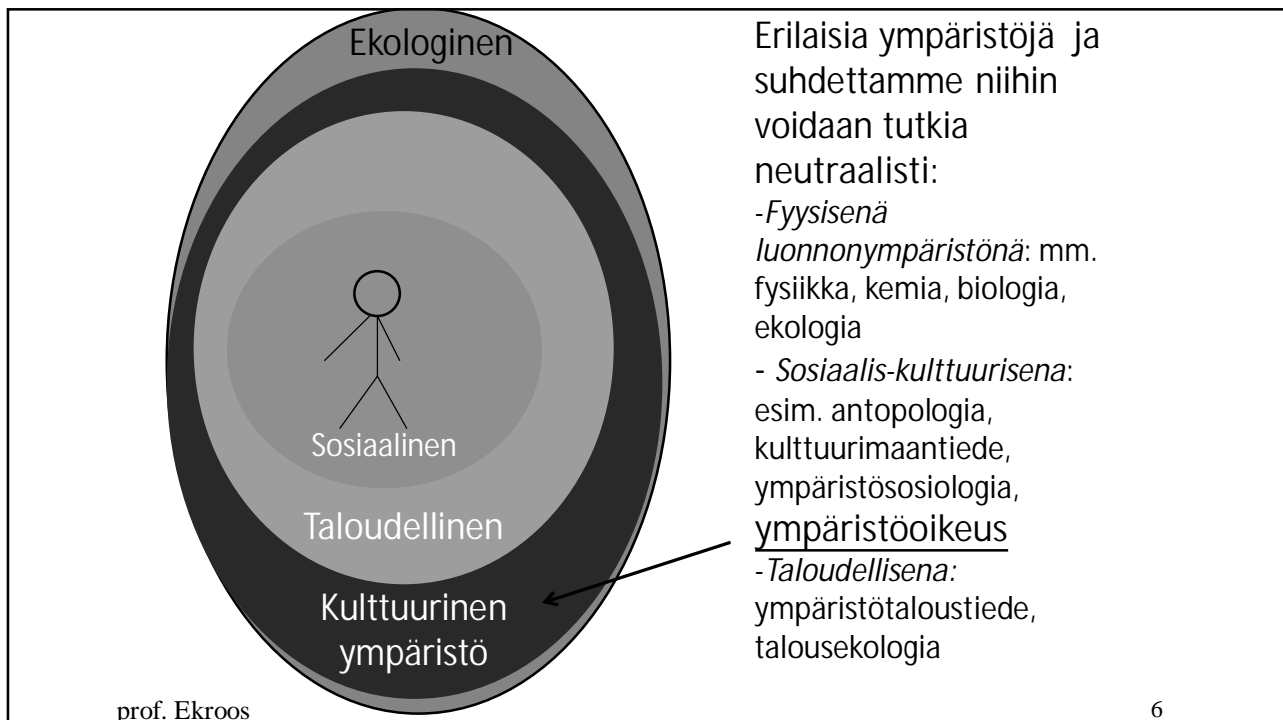 Ekologinen
Sosiaalinen
Taloudellinen
Kulttuurinen
ympäristö
Erilaisia ympäristöjä ja
suhdettamme niihin
voidaan tutkia
neutraalisti:
-Fyysisenä
luonnonympäristönä: mm.
fysiikka, kemia, biologia,
ekologia
- Sosiaalis-kulttuurisena:
esim. antopologia,
kulttuurimaantiede,
ympäristösosiologia,
ympäristöoikeus
-Taloudellisena:
ympäristötaloustiede,
talousekologia
prof. Ekroos
6